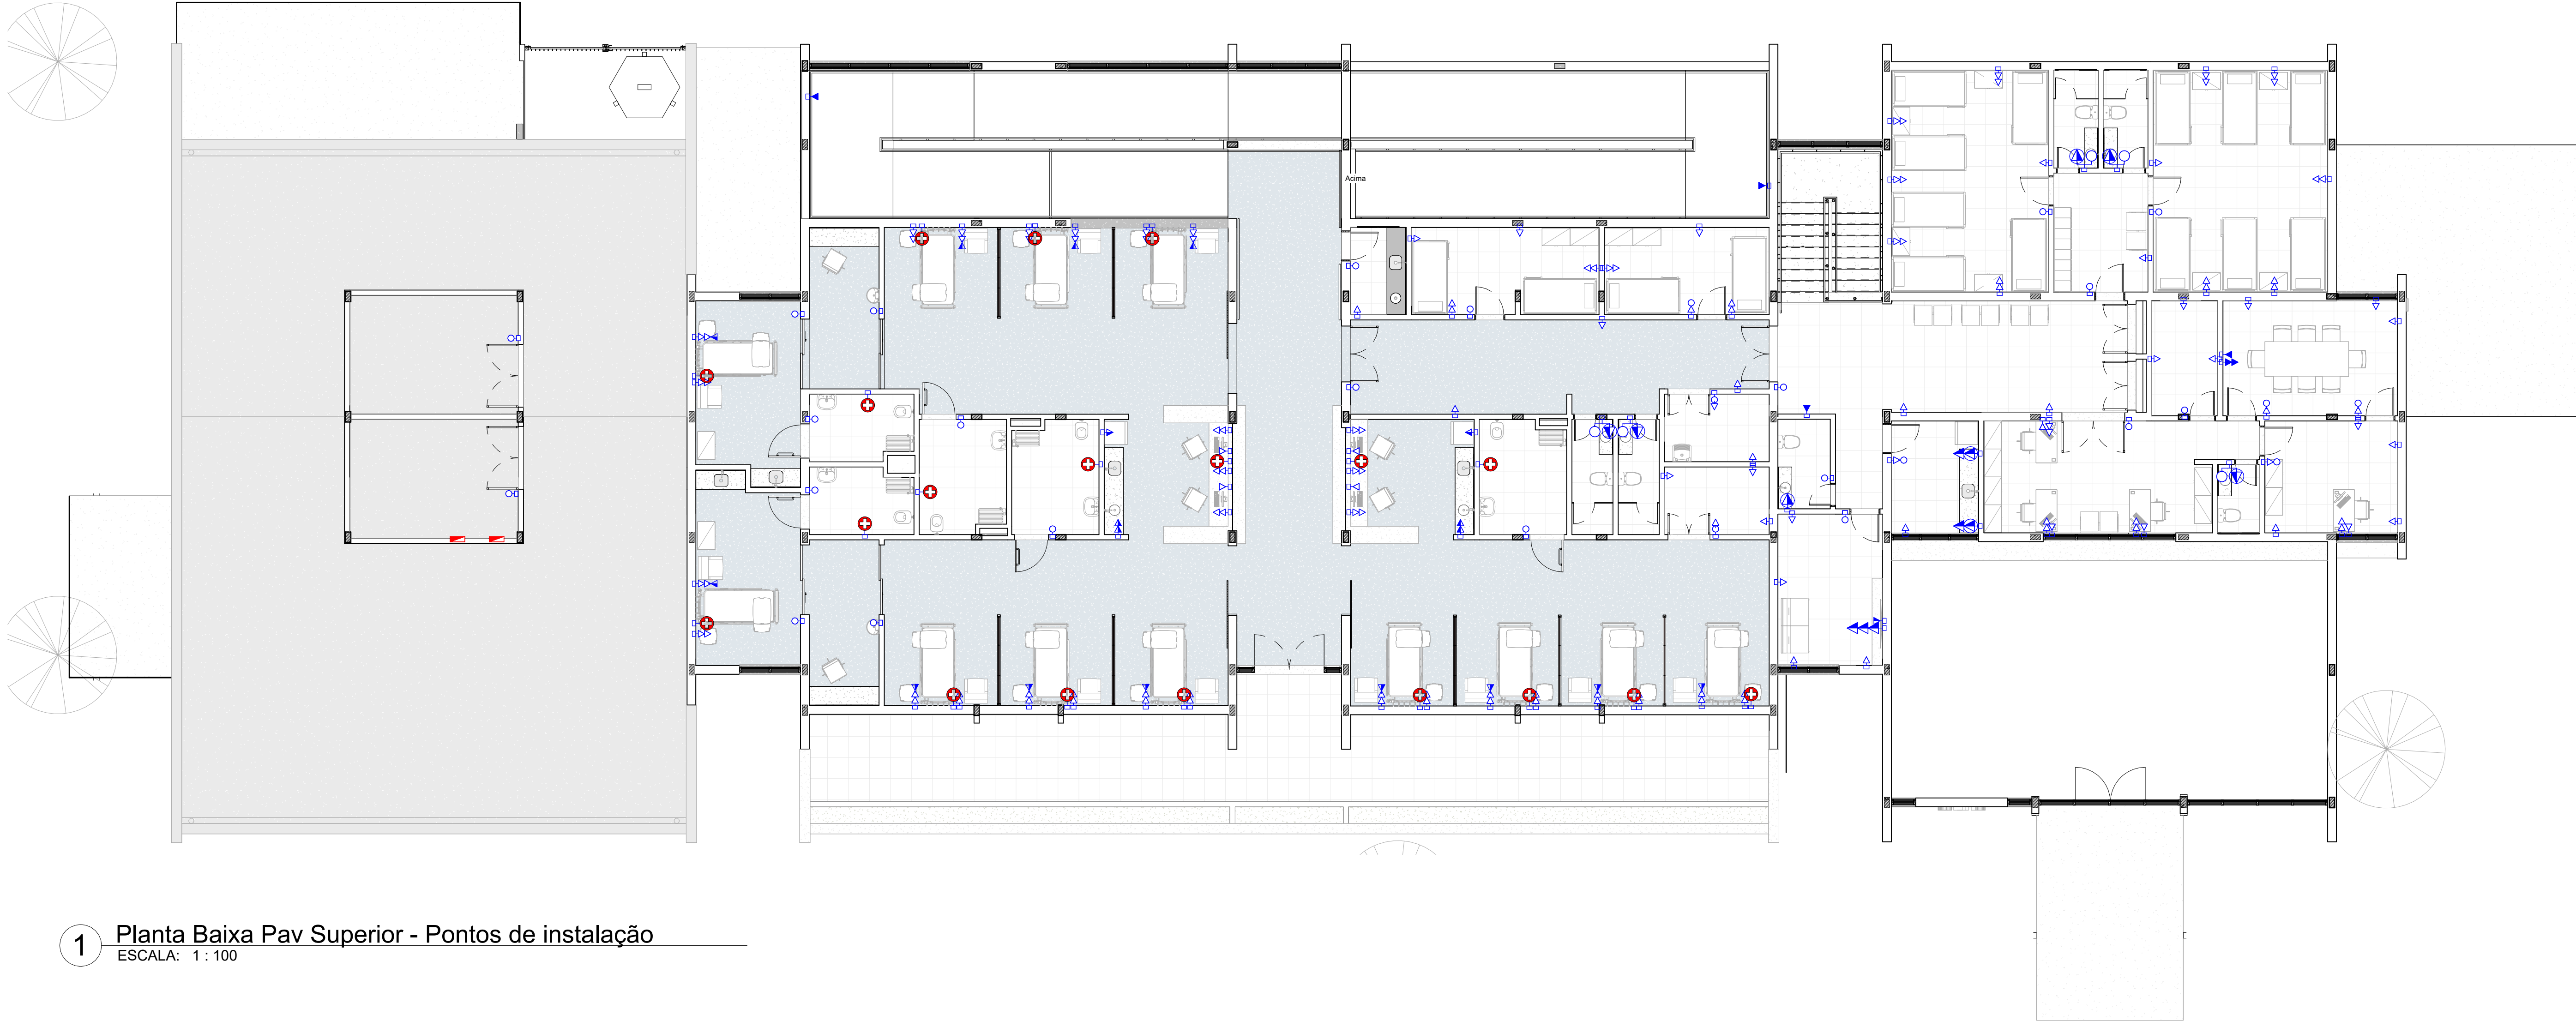 Acima
1
Planta Baixa Pav Superior - Pontos de instalação
ESCALA: 1 : 100